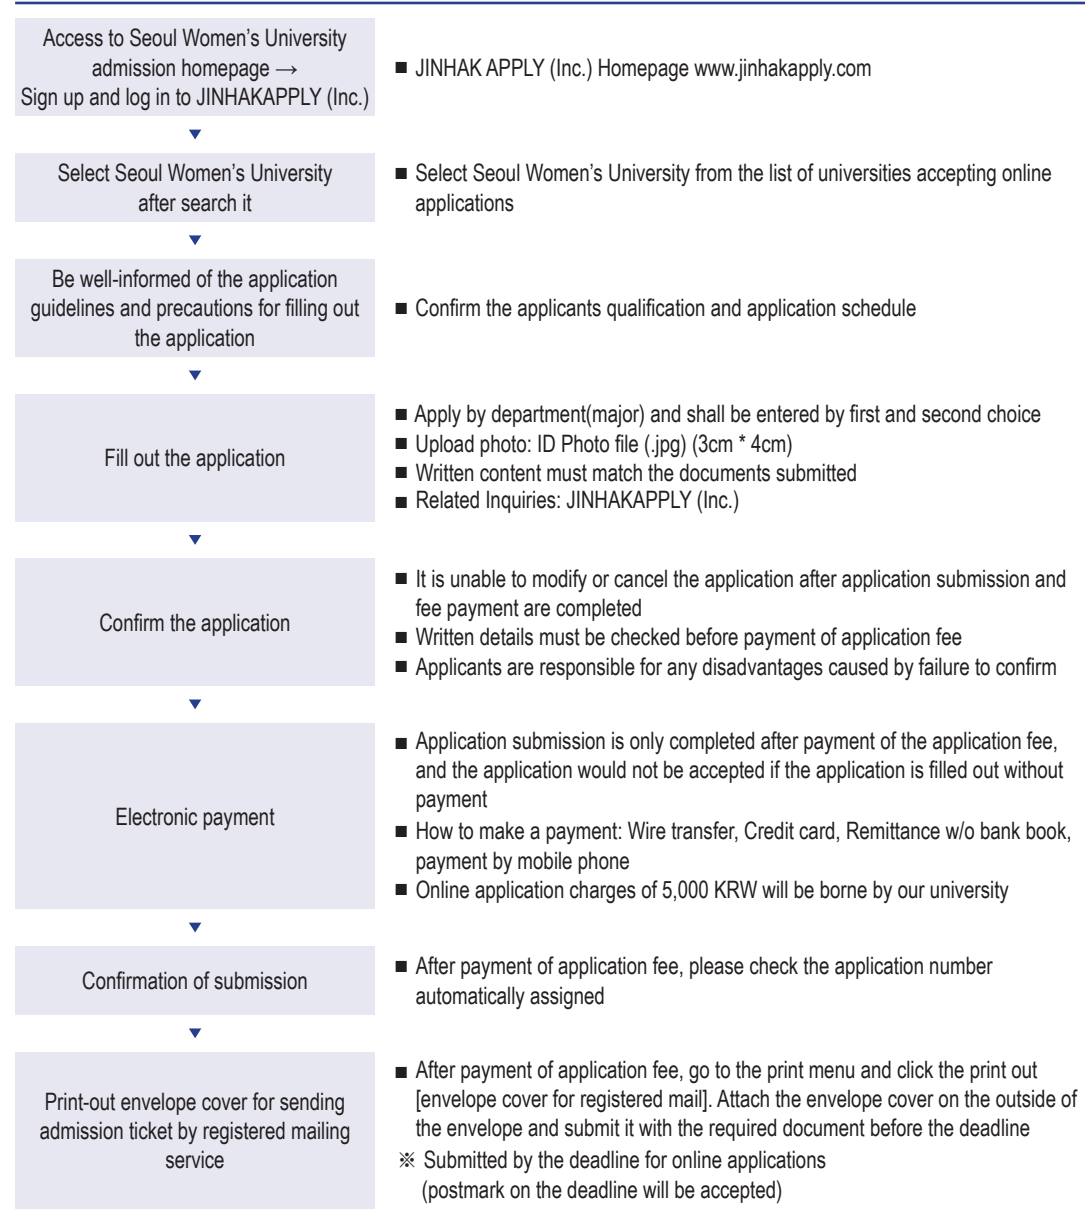 Access to Seoul Women's University
admission homepage →
Sign up and log in to JINHAKAPPLY (Inc.)
■ JINHAK APPLY (Inc.) Homepage www.jinhakapply.com
▼
Select Seoul Women's University
after search it
■ Select Seoul Women's University from the list of universities accepting online
applications
▼
Be well-informed of the application
guidelines and precautions for filling out
the application
■ Confirm the applicants qualification and application schedule
▼
Fill out the application
■ Apply by department(major) and shall be entered by first and second choice
■ Upload photo: ID Photo file (.jpg) (3cm * 4cm)
■ Written content must match the documents submitted
■ Related Inquiries: JINHAKAPPLY (Inc.)
▼
Confirm the application
■ It is unable to modify or cancel the application after application submission and
fee payment are completed
■ Written details must be checked before payment of application fee
■ Applicants are responsible for any disadvantages caused by failure to confirm
▼
Electronic payment
■ Application submission is only completed after payment of the application fee,
and the application would not be accepted if the application is filled out without
payment
■ How to make a payment: Wire transfer, Credit card, Remittance w/o bank book,
payment by mobile phone
■ Online application charges of 5,000 KRW will be borne by our university
▼
Confirmation of submission
■ After payment of application fee, please check the application number
automatically assigned
▼
Print-out envelope cover for sending
admission ticket by registered mailing
service
■ After payment of application fee, go to the print menu and click the print out
[envelope cover for registered mail]. Attach the envelope cover on the outside of
the envelope and submit it with the required document before the deadline
※ Submitted by the deadline for online applications
(postmark on the deadline will be accepted)